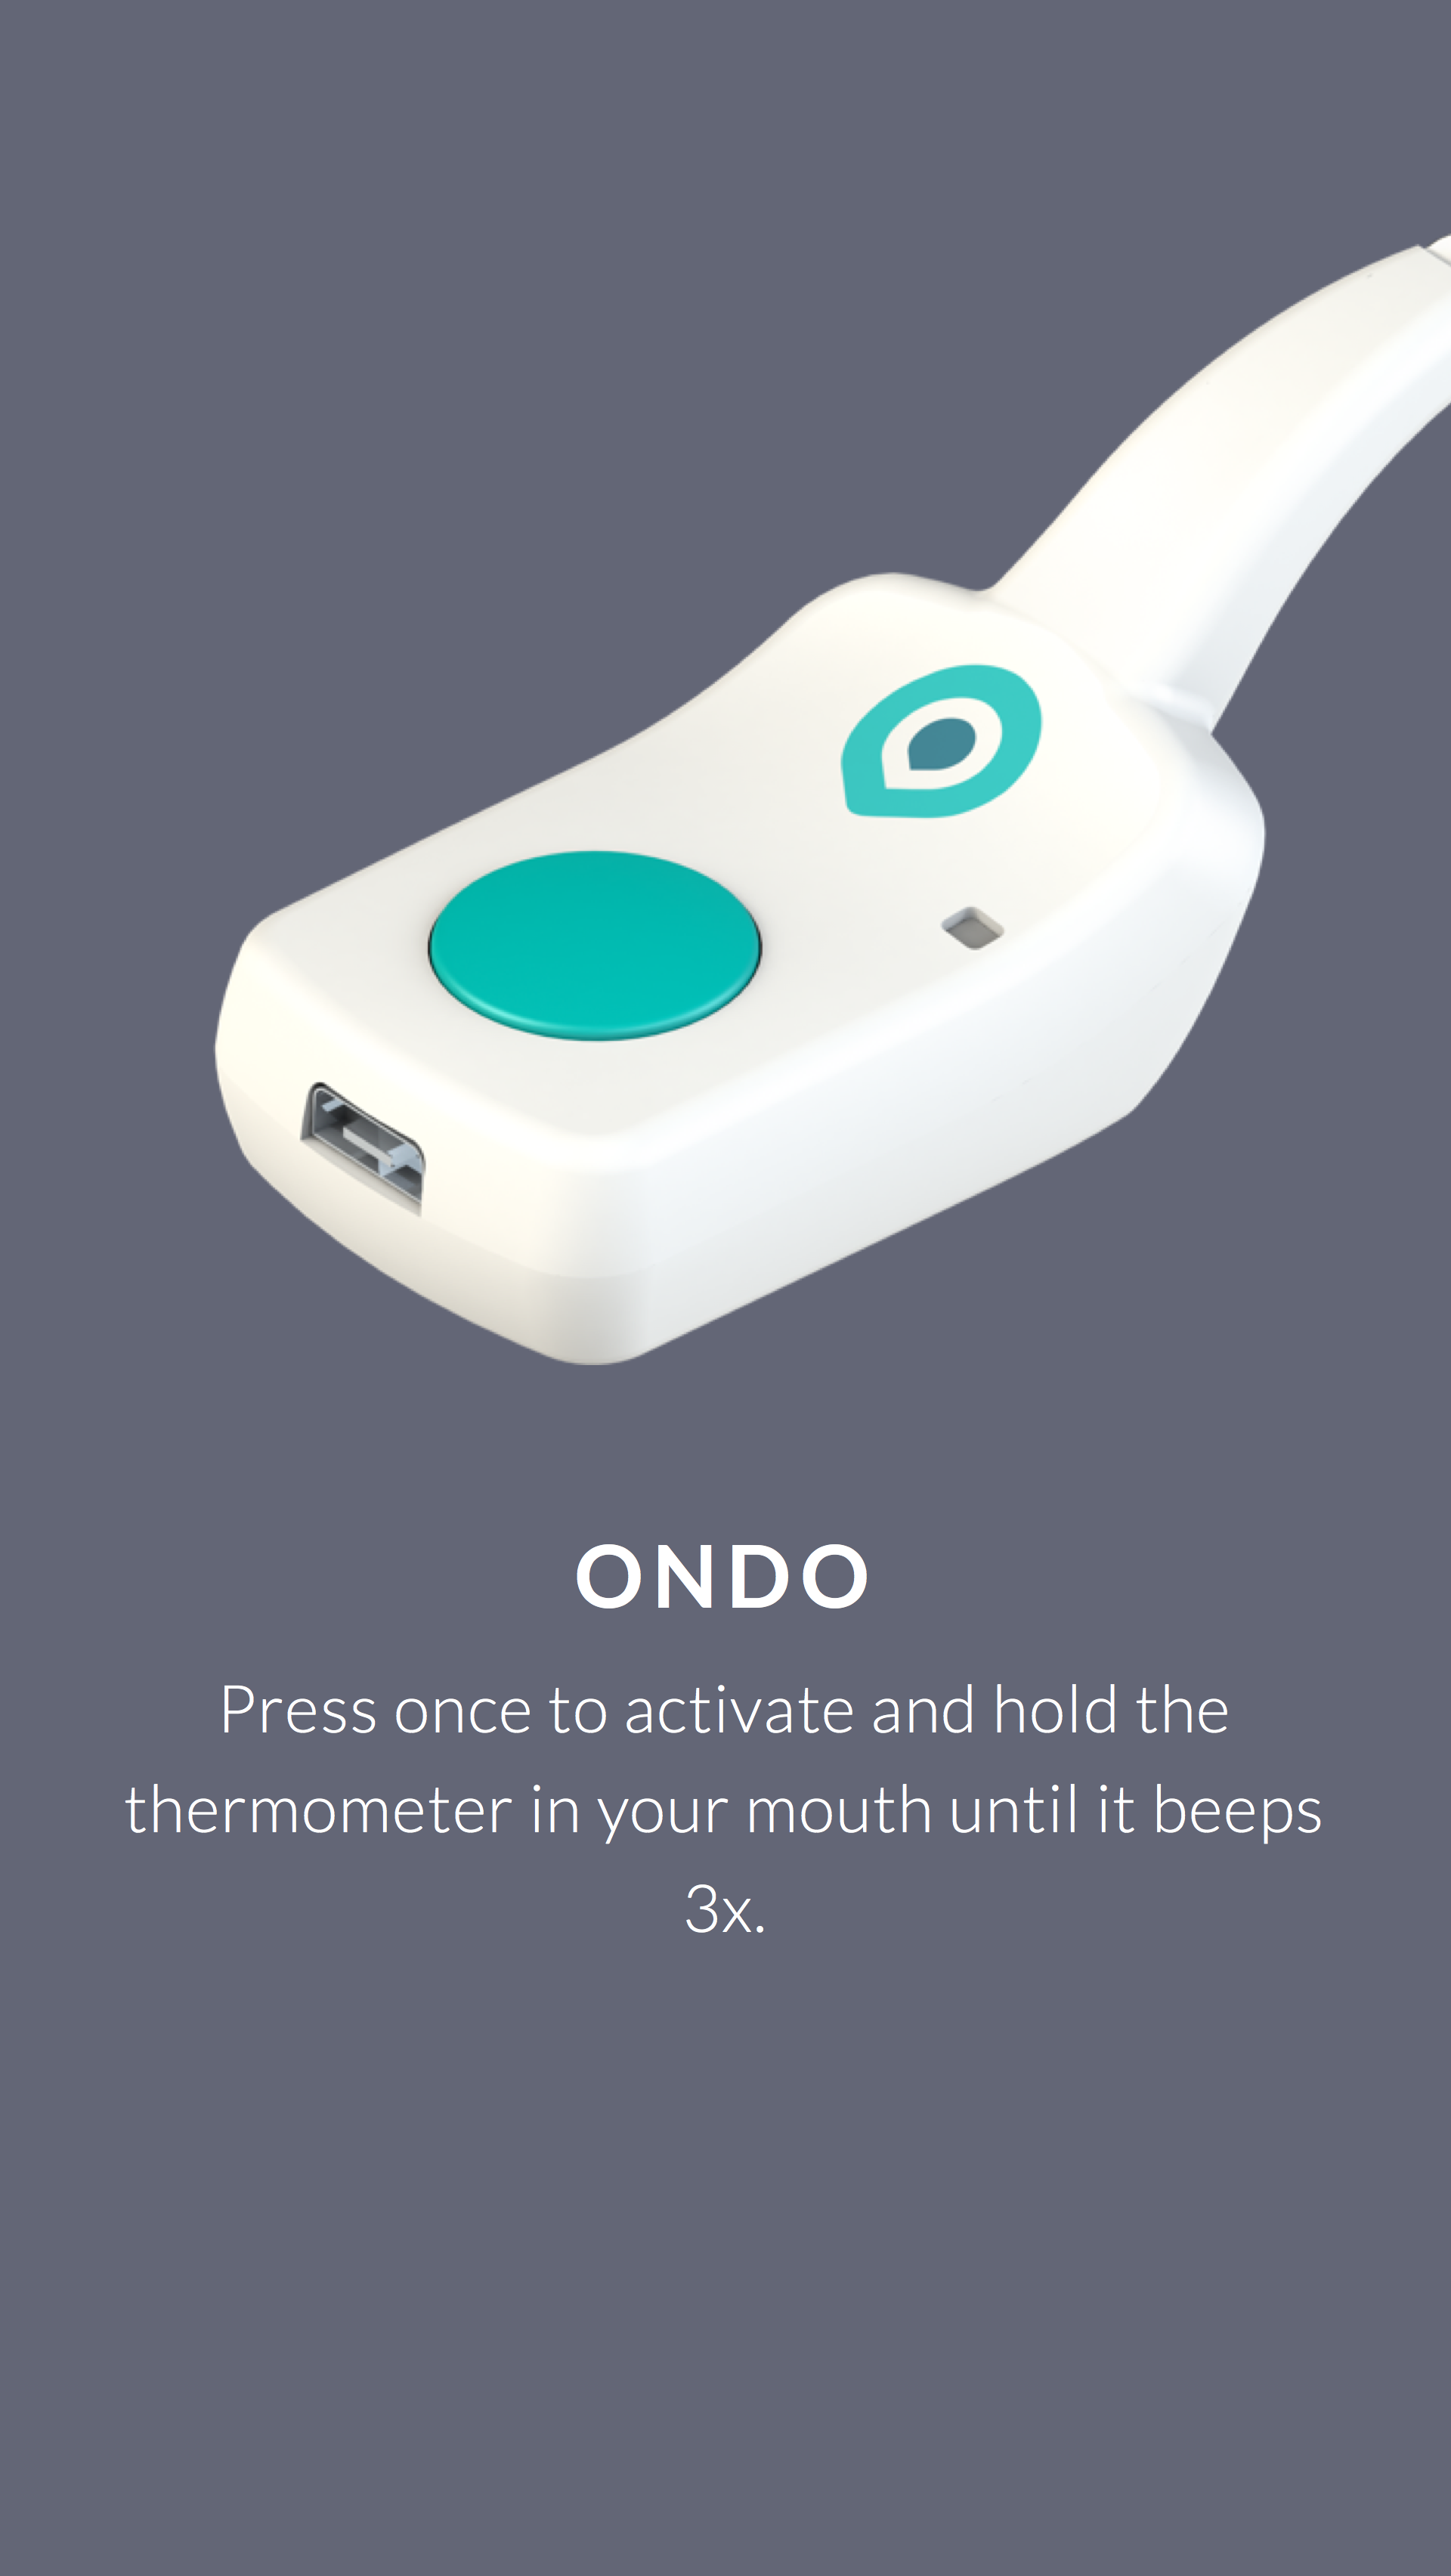 ONDO
Press once to activate and hold the
thermometer in your mouth until it beeps
3x.